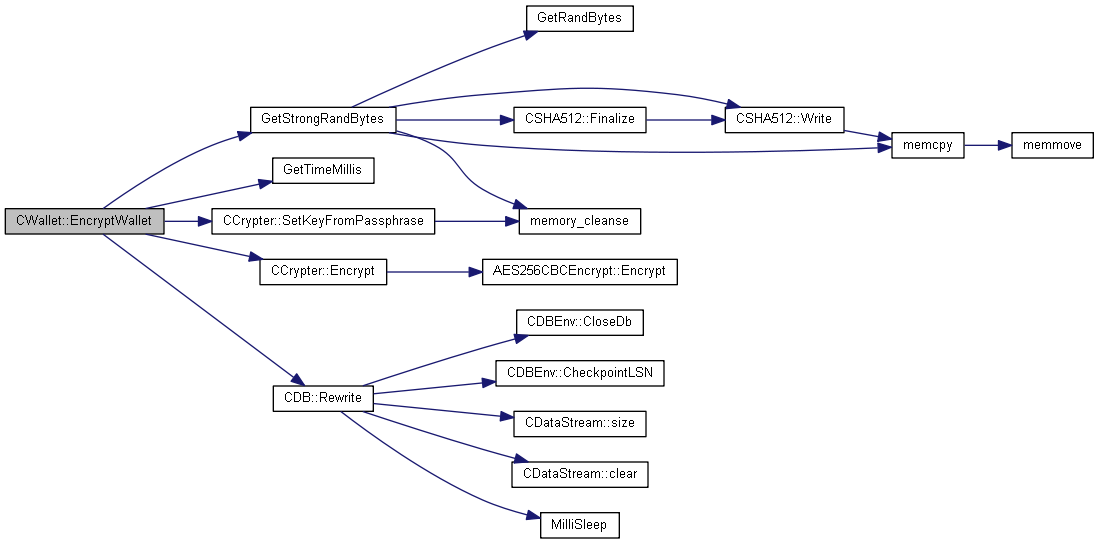 GetRandBytes
GetStrongRandBytes
CSHA512::Finalize
CSHA512::Write
memcpy
memmove
GetTimeMillis
CWallet::EncryptWallet
CCrypter::SetKeyFromPassphrase
memory_cleanse
CCrypter::Encrypt
AES256CBCEncrypt::Encrypt
CDBEnv::CloseDb
CDBEnv::CheckpointLSN
CDB::Rewrite
CDataStream::size
CDataStream::clear
MilliSleep